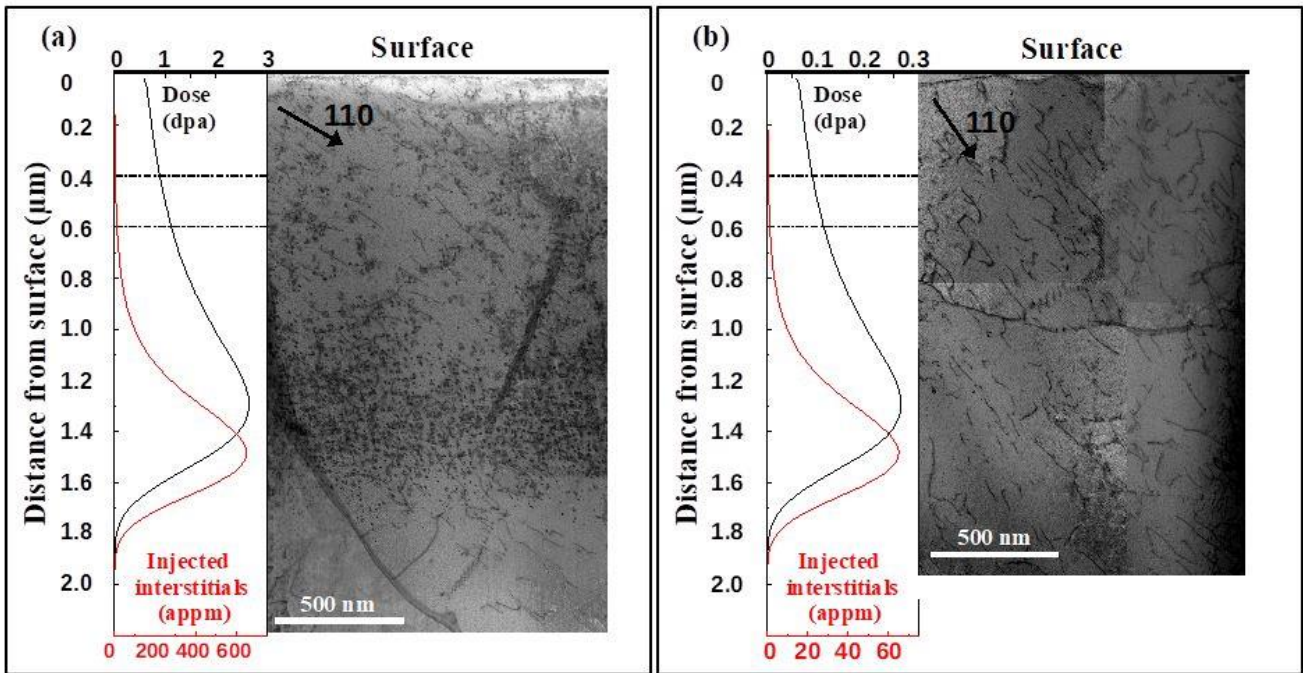 (a)
Surface
0 1 2 3
Dose
(dpa)
110
Distance from surface (μm)
0
0.2
0.4
0.6
0.8
1.0
1.2
1.4
1.6
1.8
2.0
Injected
interstitials
(appm)
0 200 400 600
500 nm
(b)
Surface
0 0.1 0.2 0.3
Dose
(dpa)
110
Distance from surface (μm)
0
0.2
0.4
0.6
0.8
1.0
1.2
1.4
1.6
1.8
2.0
Injected
interstitials
(appm)
0 20 40 60
500 nm